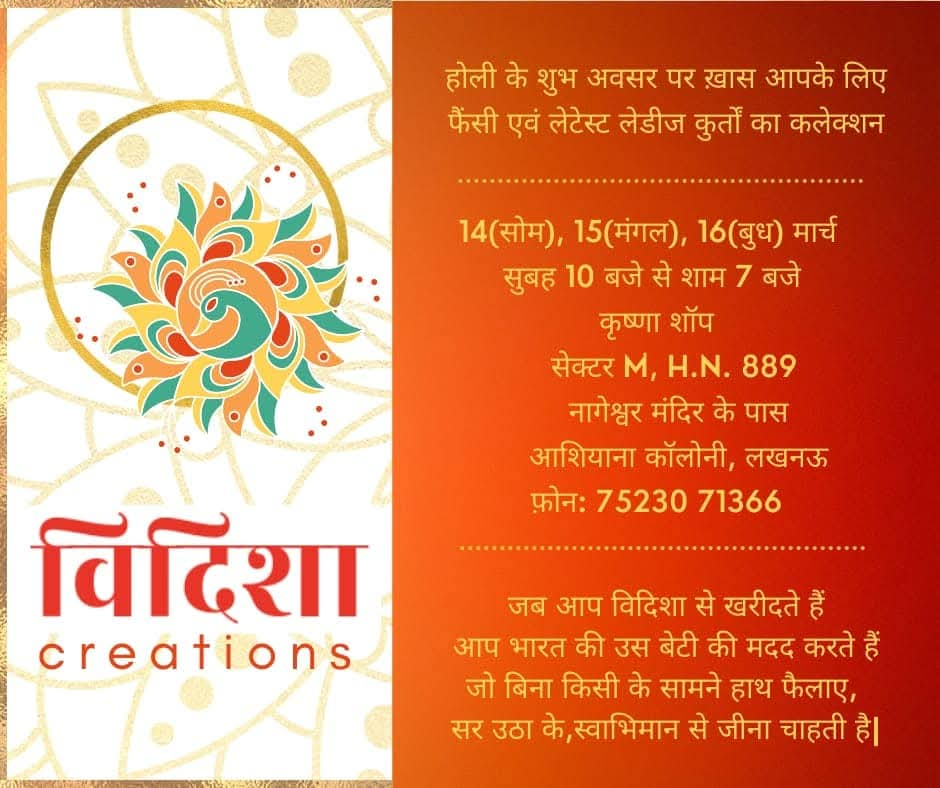 विदिशा
creations
होली के शुभ अवसर पर ख़ास आपके लिए
फैंसी एवं लेटेस्ट लेडीज कुर्तों का कलेक्शन
14(सोम), 15(मंगल), 16(बुध) मार्च
सुबह 10 बजे से शाम 7 बजे
कृष्णा शॉप
सेक्टर M, H.N. 889
नागेश्वर मंदिर के पास
आशियाना कॉलोनी, लखनऊ
फ़ोन: 75230 71366
जब आप विदिशा से खरीदते हैं
आप भारत की उस बेटी की मदद करते हैं
जो बिना किसी के सामने हाथ फैलाए,
सर उठा के,स्वाभिमान से जीना चाहती है|